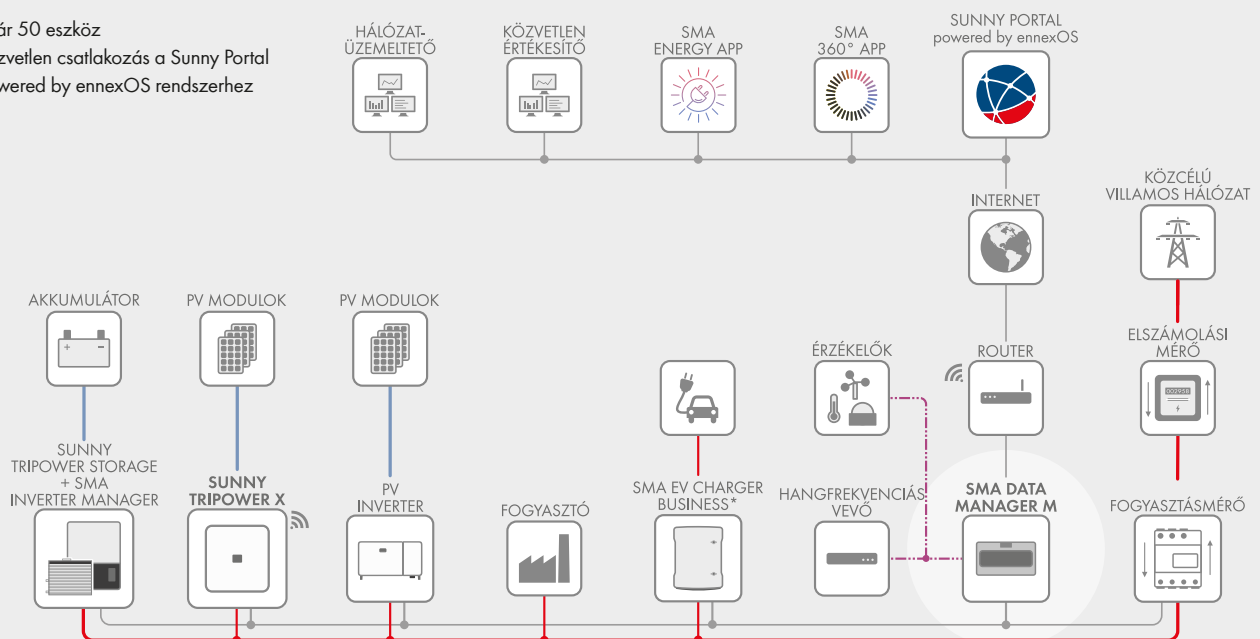 ár 50 eszköz
zvetlen csatlakozás a Sunny Portal
wered by ennexOS rendszerhez
HÁLÓZAT-
ÜZEMELTETŐ
KÖZVETLEN
ÉRTÉKESÍTŐ
SMA
ENERGY APP
SMA
360° APP
SUNNY PORTAL
powered by ennexOS
INTERNET
KÖZCÉLÚ
VILLAMOS HÁLÓZAT
AKKUMULÁTOR
PV MODULOK
PV MODULOK
ÉRZÉKELŐK
ROUTER
ELSZÁMOLÁSI
MÉRŐ
SUNNY
TRIPOWER STORAGE
+ SMA
INVERTER MANAGER
SUNNY
TRIPOWER X
PV
INVERTER
FOGYASZTÓ
SMA EV CHARGER
BUSINESS*
HANGFREKVENCIÁS
VEVŐ
SMA DATA
MANAGER M
FOGYASZTÁSMÉRŐ